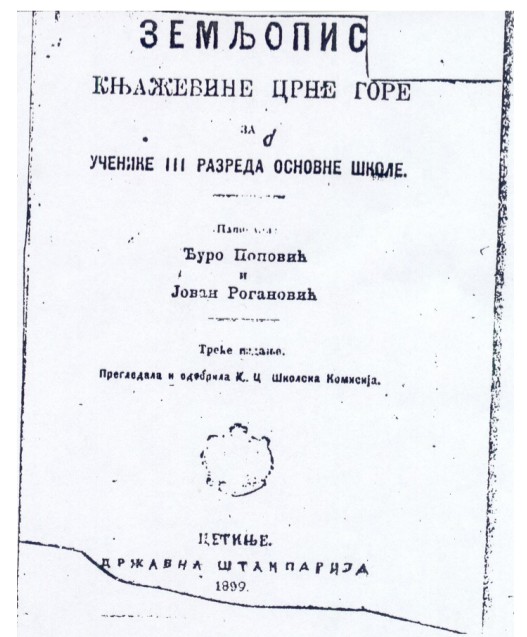 ЗЕМЉОПИС
КЊАЖЕВИНЕ ЦРНЕ ГОРЕ
ЗА
УЧЕНИКЕ III РАЗРЕДА ОСНОВНЕ ШКОЛЕ.
Ђуро Поповић
и
Јован Рогановић
Треће издање.
Прегледала и одобрила К. Ц. Школска Комисија.
ЦЕТИЊЕ.
ДРЖАВНА ШТАМПАРИЈА
1899.